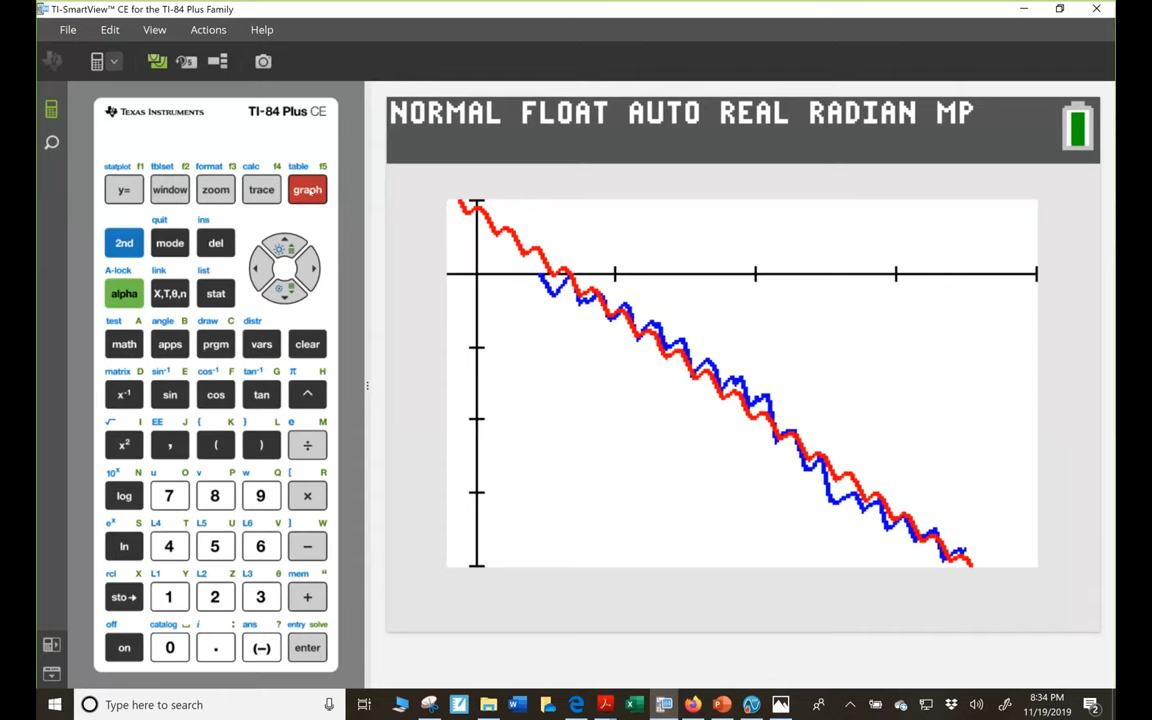 TI-SmartView™ CE for the TI-84 Plus Family
File Edit View Actions Help
TEXAS INSTRUMENTS TI-84 Plus CE
NORMAL FLOAT AUTO REAL RADIAN MP
statplot f1 tblset f2 format f3 calc f4 table f5
y= window zoom trace graph
quit ins
2nd mode del
A-lock link list
alpha X,T,θ,n stat
test A angle B draw C distr
math apps prgm vars clear
matrix D sin⁻¹ E cos⁻¹ F tan⁻¹ G π H
x⁻¹ sin cos tan ^
√ I EE J { K } L e M
x² , ( ) ÷
10ˣ N u O v P w Q [ R
log 7 8 9 ×
eˣ S L4 T L5 U L6 V ] W
ln 4 5 6 −
rcl X L1 Y L2 Z L3 θ mem “
sto→ 1 2 3 +
off catalog ⎵ i : ans ? entry solve
on 0 . (−) enter
Type here to search
8:34 PM
11/19/2019
2